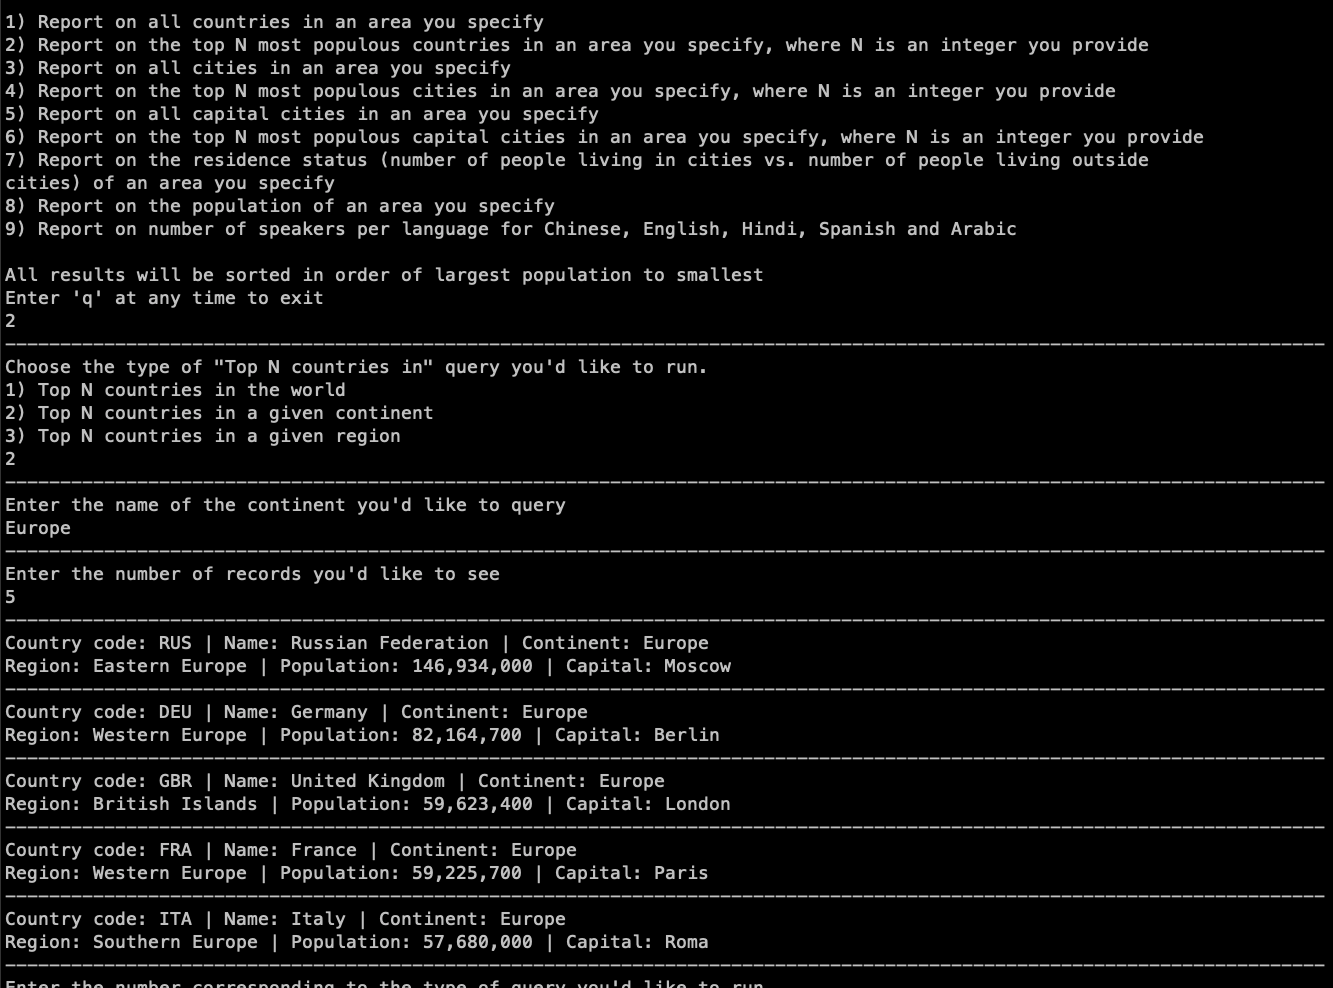 1) Report on all countries in an area you specify
2) Report on the top N most populous countries in an area you specify, where N is an integer you provide
3) Report on all cities in an area you specify
4) Report on the top N most populous cities in an area you specify, where N is an integer you provide
5) Report on all capital cities in an area you specify
6) Report on the top N most populous capital cities in an area you specify, where N is an integer you provide
7) Report on the residence status (number of people living in cities vs. number of people living outside
cities) of an area you specify
8) Report on the population of an area you specify
9) Report on number of speakers per language for Chinese, English, Hindi, Spanish and Arabic

All results will be sorted in order of largest population to smallest
Enter 'q' at any time to exit
2
Choose the type of "Top N countries in" query you'd like to run.
1) Top N countries in the world
2) Top N countries in a given continent
3) Top N countries in a given region
2
Enter the name of the continent you'd like to query
Europe
Enter the number of records you'd like to see
5
Country code: RUS | Name: Russian Federation | Continent: Europe
Region: Eastern Europe | Population: 146,934,000 | Capital: Moscow
Country code: DEU | Name: Germany | Continent: Europe
Region: Western Europe | Population: 82,164,700 | Capital: Berlin
Country code: GBR | Name: United Kingdom | Continent: Europe
Region: British Islands | Population: 59,623,400 | Capital: London
Country code: FRA | Name: France | Continent: Europe
Region: Western Europe | Population: 59,225,700 | Capital: Paris
Country code: ITA | Name: Italy | Continent: Europe
Region: Southern Europe | Population: 57,680,000 | Capital: Roma
Enter the number corresponding to the type of query you'd like to run